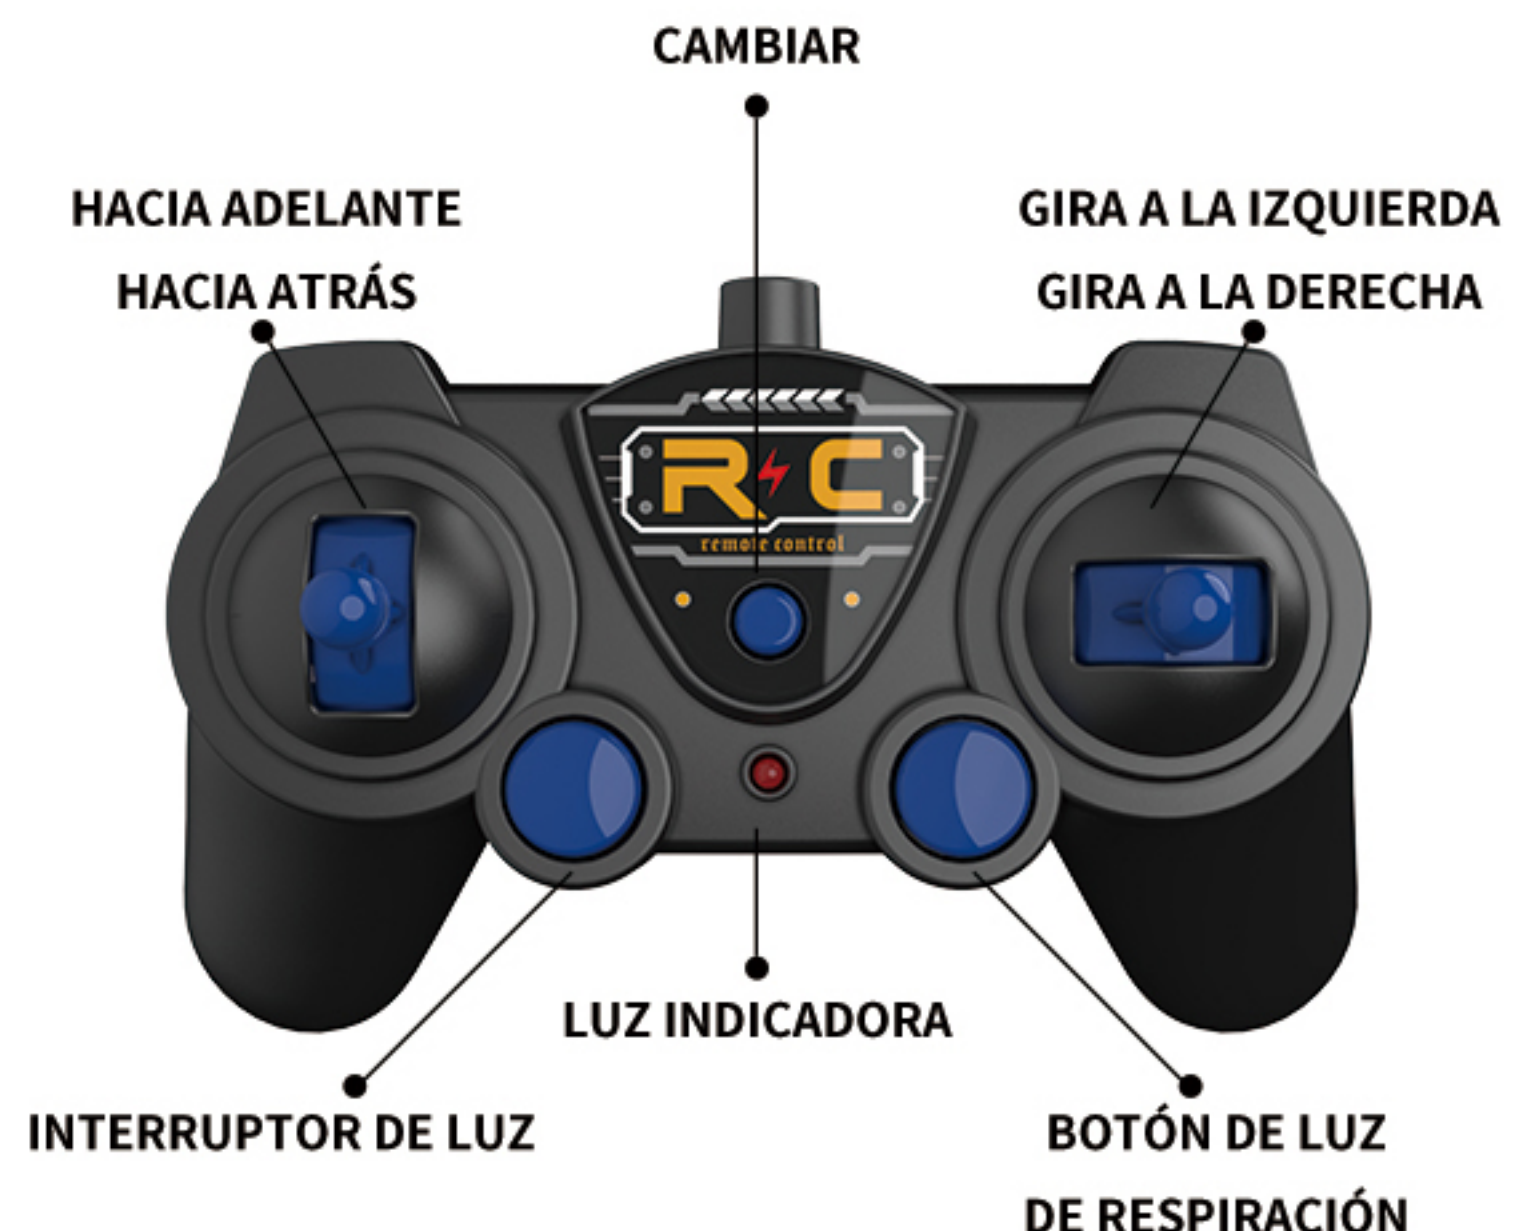 CAMBIAR
HACIA ADELANTE
HACIA ATRÁS
GIRA A LA IZQUIERDA
GIRA A LA DERECHA
R C
remote control
LUZ INDICADORA
INTERRUPTOR DE LUZ
BOTÓN DE LUZ
DE RESPIRACIÓN